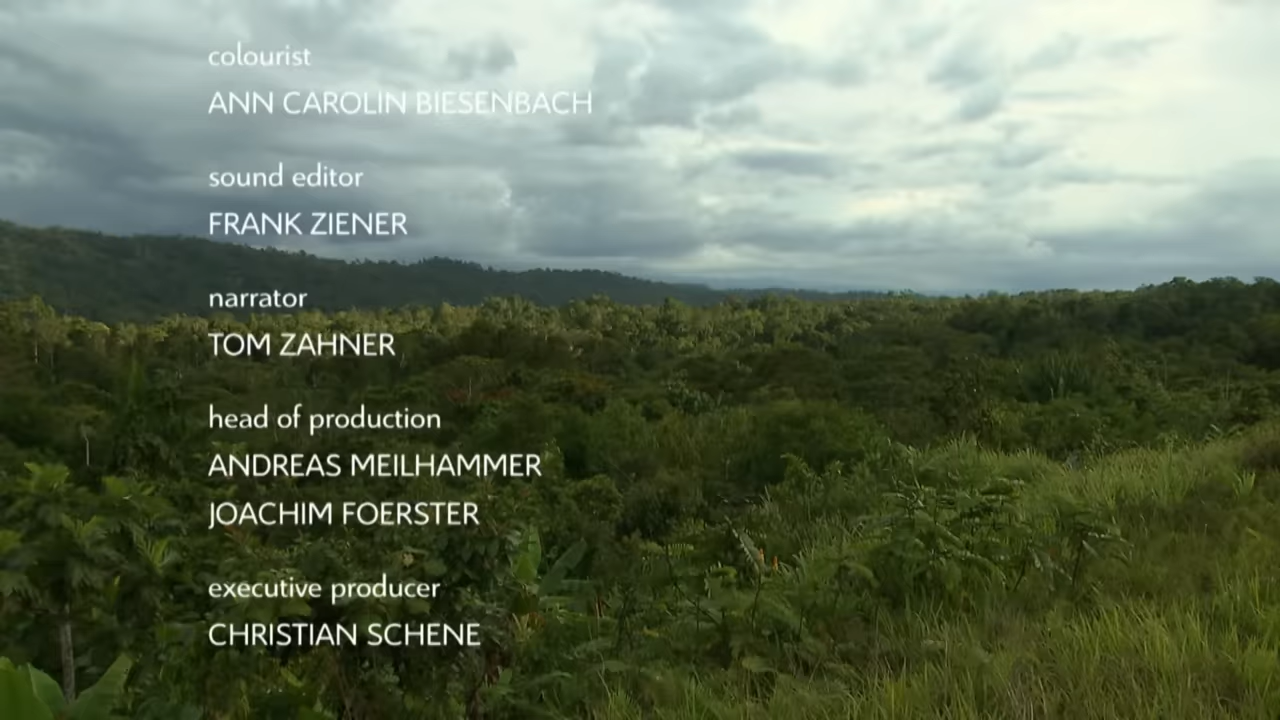 colourist
ANN CAROLIN BIESENBACH
sound editor
FRANK ZIENER
narrator
TOM ZAHNER
head of production
ANDREAS MEILHAMMER
JOACHIM FOERSTER
executive producer
CHRISTIAN SCHENE